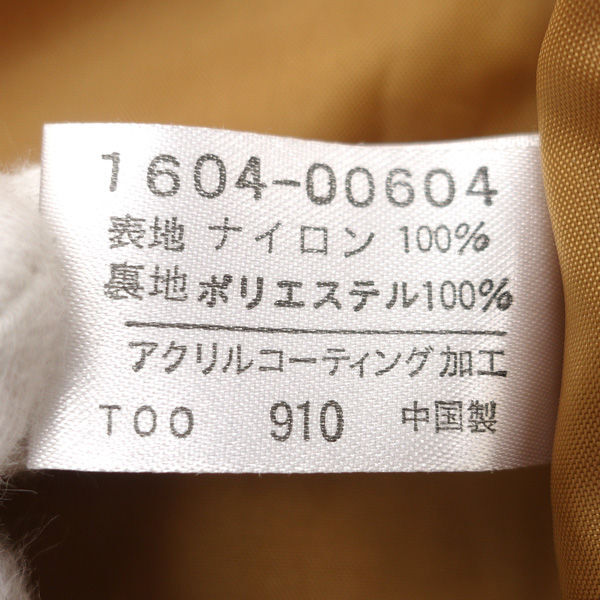 1604-00604
表地 ナイロン 100%
裏地 ポリエステル100%
アクリルコーティング加工
TOO 910 中国製